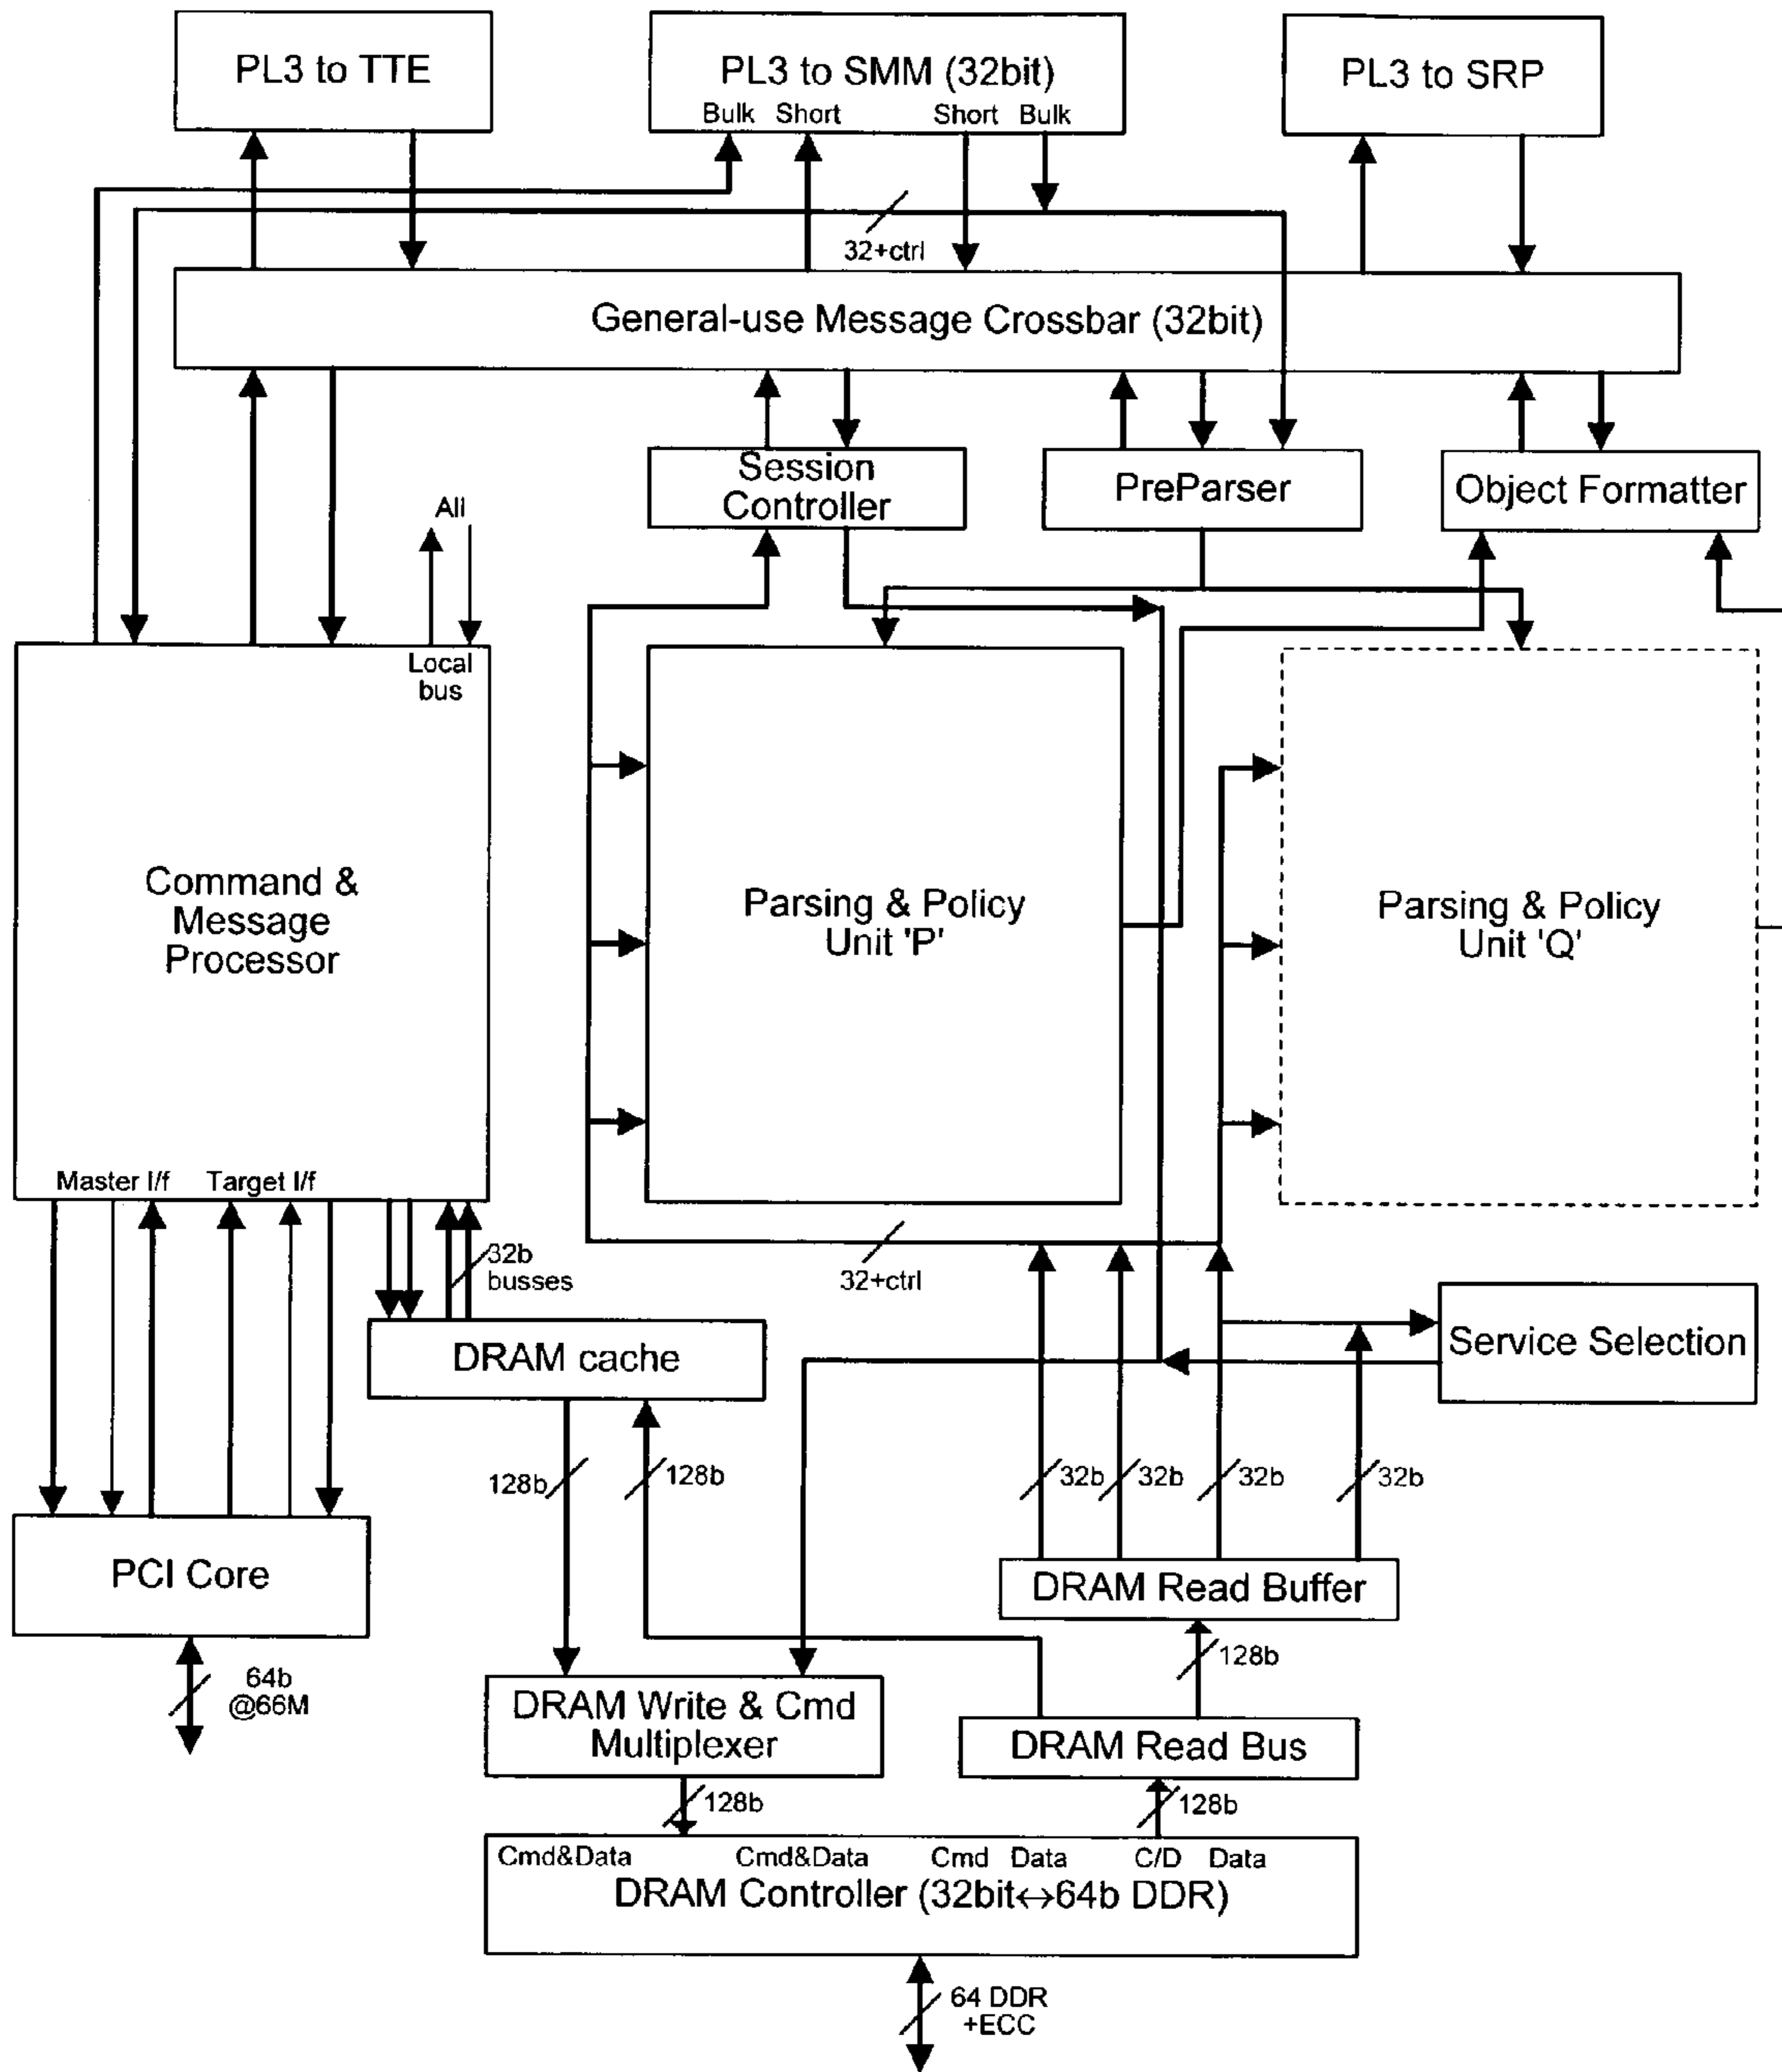 PL3 to TTE
PL3 to SMM (32bit)
Bulk Short Short Bulk
PL3 to SRP
32+ctrl
General-use Message Crossbar (32bit)
Session
Controller
PreParser
Object Formatter
All
Local
bus
Command &
Message
Processor
Parsing & Policy
Unit 'P'
Parsing & Policy
Unit 'Q'
Master I/f Target I/f
32b
busses
32+ctrl
DRAM cache
Service Selection
128b
128b
32b
32b
32b
32b
PCI Core
DRAM Read Buffer
64b
@66M
128b
DRAM Write & Cmd
Multiplexer
DRAM Read Bus
128b
128b
Cmd&Data Cmd&Data Cmd Data C/D Data
DRAM Controller (32bit↔64b DDR)
64 DDR
+ECC